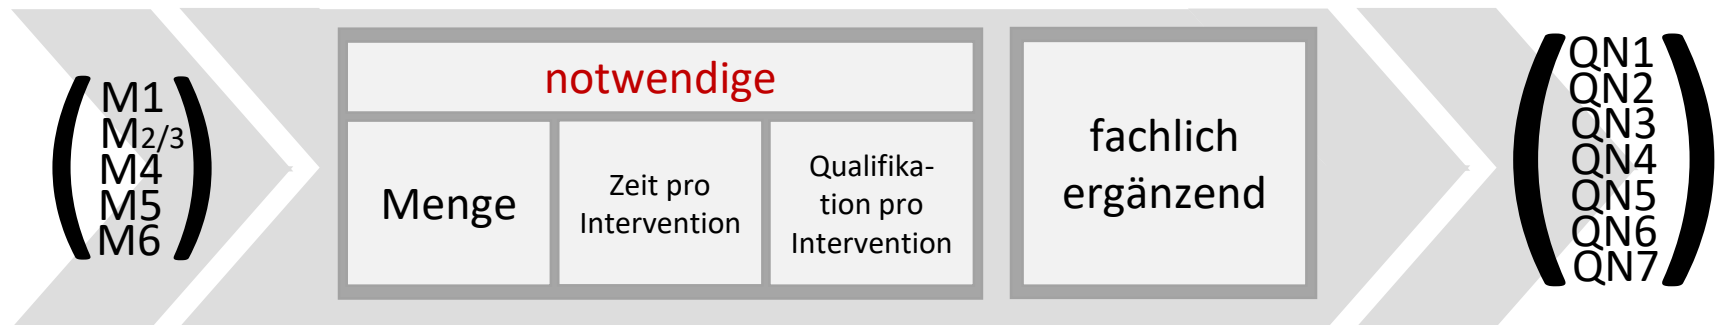 M1
M2/3
M4
M5
M6
notwendige
Menge
Zeit pro
Intervention
Qualifika-
tion pro
Intervention
fachlich
ergänzend
QN1
QN2
QN3
QN4
QN5
QN6
QN7